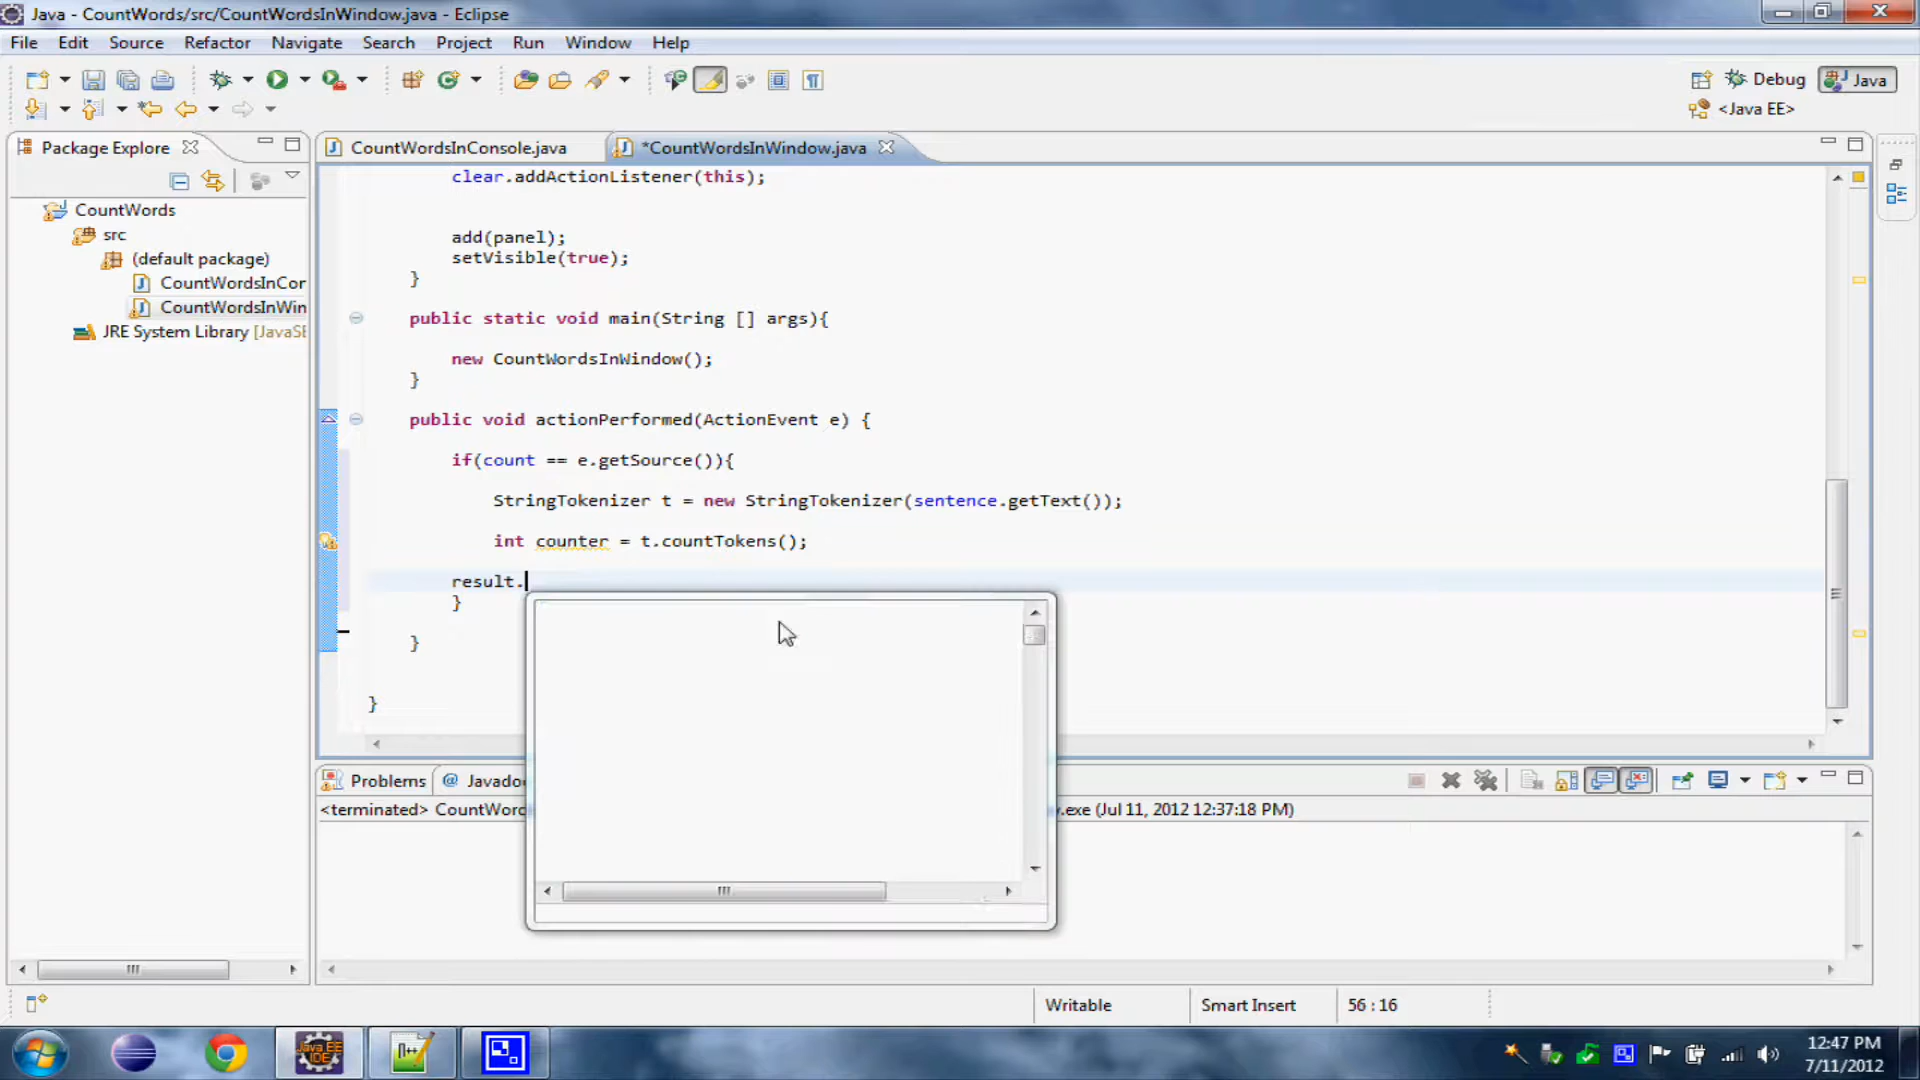 Java - CountWords/src/CountWordsInWindow.java - Eclipse
File Edit Source Refactor Navigate Search Project Run Window Help
Debug Java
<Java EE>
Package Explore
CountWordsInConsole.java *CountWordsInWindow.java
CountWords
src
(default package)
CountWordsInCor
CountWordsInWin
JRE System Library [JavaSE
clear.addActionListener(this);
add(panel);
setVisible(true);
}
public static void main(String [] args){
new CountWordsInWindow();
}
public void actionPerformed(ActionEvent e) {
if(count == e.getSource()){
StringTokenizer t = new StringTokenizer(sentence.getText());
int counter = t.countTokens();
result.
}
}
}
Problems @ Javado
<terminated> CountWord .exe (Jul 11, 2012 12:37:18 PM)
Writable Smart Insert 56 : 16
Java EE
IDE
n++
12:47 PM
7/11/2012